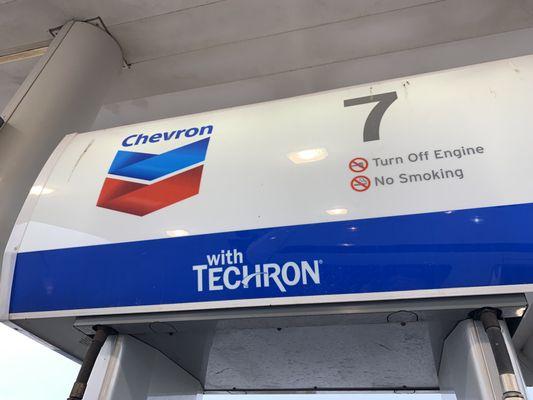 Chevron
7
Turn Off Engine
No Smoking
with
TECHRON®